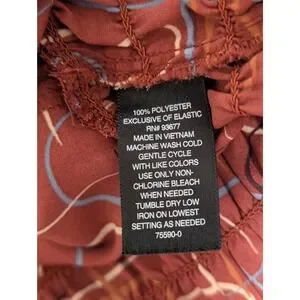 100% POLYESTER
EXCLUSIVE OF ELASTIC
RN# 93677
MADE IN VIETNAM
MACHINE WASH COLD
GENTLE CYCLE
WITH LIKE COLORS
USE ONLY NON-
CHLORINE BLEACH
WHEN NEEDED
TUMBLE DRY LOW
IRON ON LOWEST
SETTING AS NEEDED
75590-0